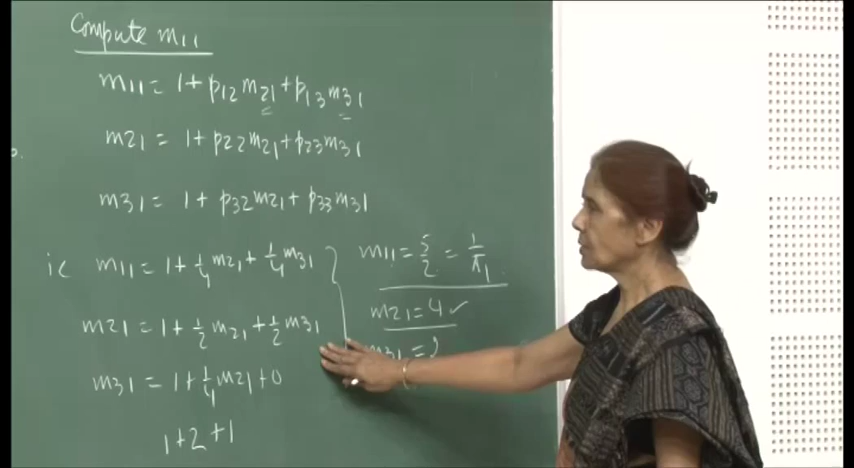 Compute m11
m11 = 1 + p12 m21 + p13 m31
m21 = 1 + p22 m21 + p23 m31
m31 = 1 + p32 m21 + p33 m31
ie m11 = 1 + 1/4 m21 + 1/4 m31
m21 = 1 + 1/2 m21 + 1/2 m31
m31 = 1 + 1/4 m21 + 0
1 + 2 + 1
m11 = 5/2 = 1/π1
m21 = 4 ✓
m31 = 2